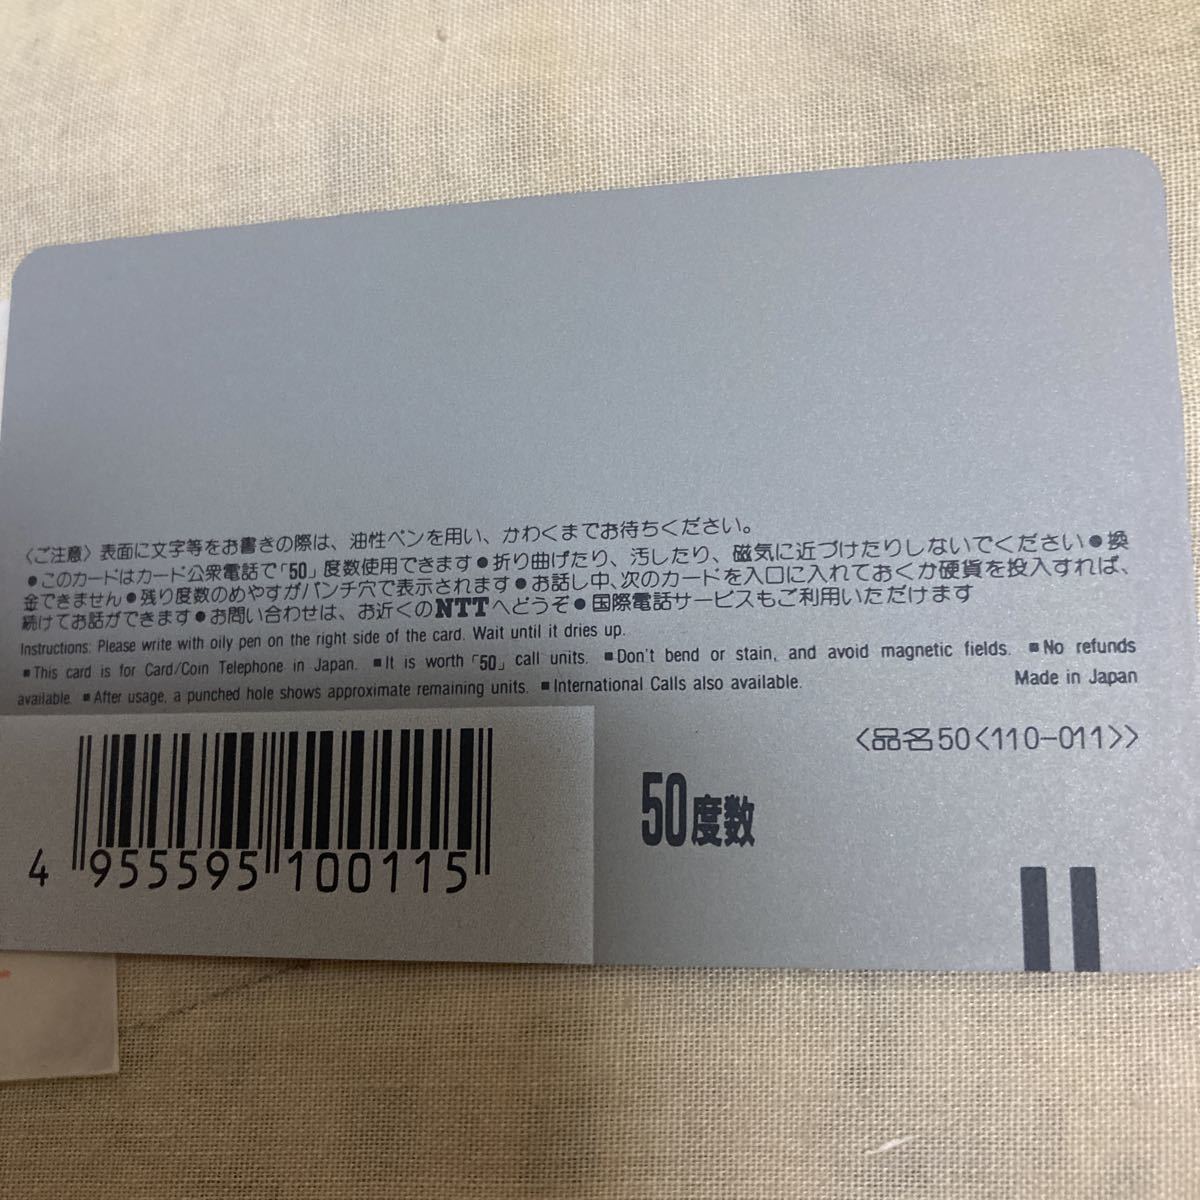 〈ご注意〉表面に文字等をお書きの際は、油性ペンを用い、かわくまでお待ちください。
●このカードはカード公衆電話で「50」度数使用できます●折り曲げたり、汚したり、磁気に近づけたりしないでください●換
金できません●残り度数のめやすがパンチ穴で表示されます●お話し中、次のカードを入口に入れておくか硬貨を投入すれば、
続けてお話ができます●お問い合わせは、お近くのNTTへどうぞ●国際電話サービスもご利用いただけます
Instructions: Please write with oily pen on the right side of the card. Wait until it dries up.
■This card is for Card/Coin Telephone in Japan. ■It is worth「50」call units. ■Don't bend or stain, and avoid magnetic fields. ■No refunds
available. ■After usage, a punched hole shows approximate remaining units. ■International Calls also available.
Made in Japan
〈品名50〈110-011〉〉
50度数
4 955595 100115